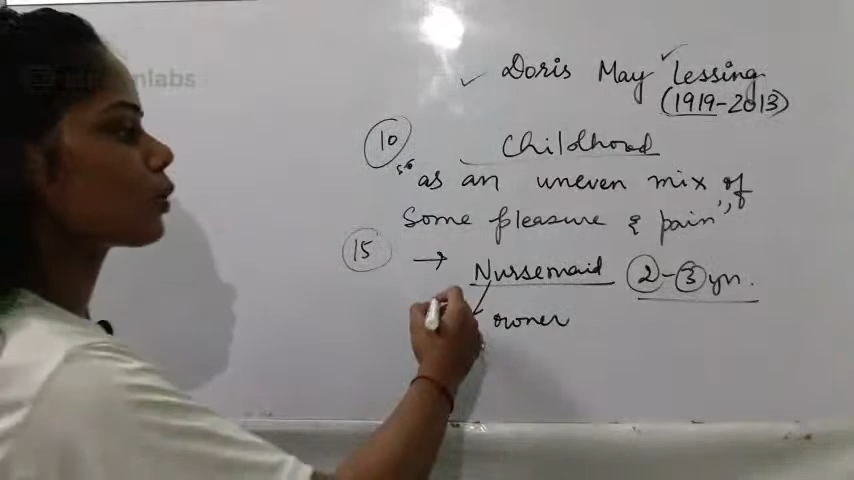 Doris May Lessing
(1919-2013)
10 Childhood
"as an uneven mix of
Some pleasure & pain"
15 → Nursemaid 2-3 yr.
owner